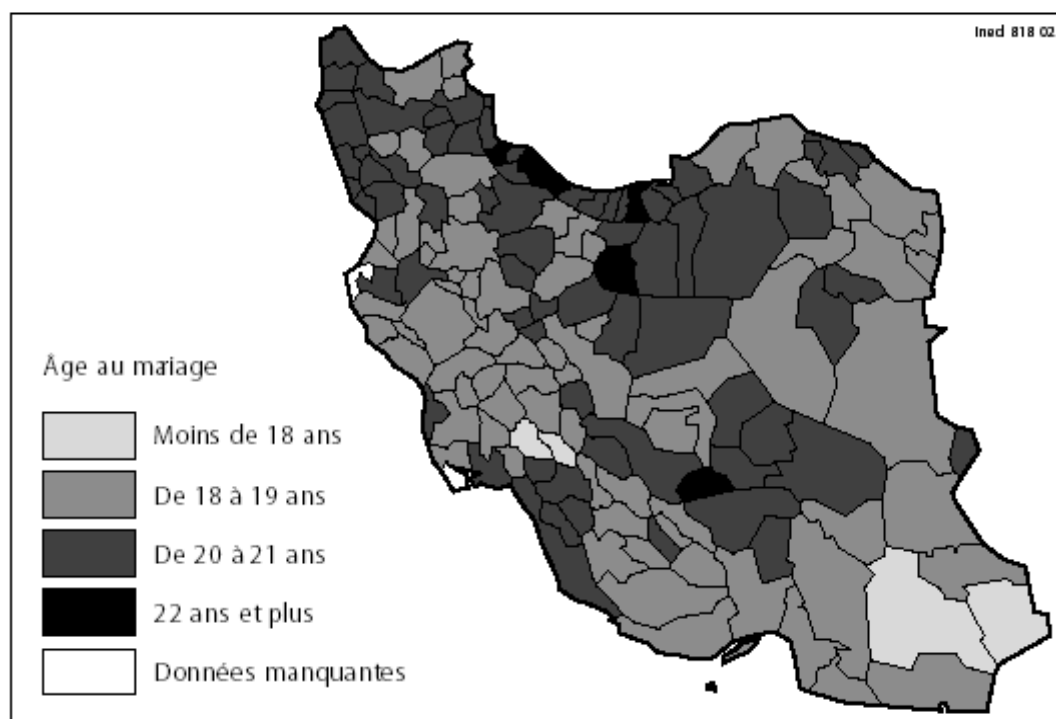 Ined 818 02
Âge au mariage
Moins de 18 ans
De 18 à 19 ans
De 20 à 21 ans
22 ans et plus
Données manquantes